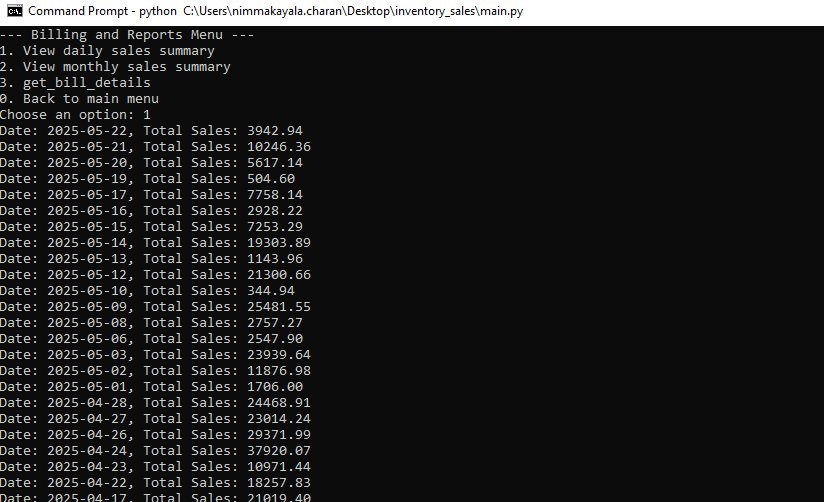 Command Prompt - python C:\Users\nimmakayala.charan\Desktop\inventory_sales\main.py
--- Billing and Reports Menu ---
1. View daily sales summary
2. View monthly sales summary
3. get_bill_details
0. Back to main menu
Choose an option: 1
Date: 2025-05-22, Total Sales: 3942.94
Date: 2025-05-21, Total Sales: 10246.36
Date: 2025-05-20, Total Sales: 5617.14
Date: 2025-05-19, Total Sales: 504.60
Date: 2025-05-17, Total Sales: 7758.14
Date: 2025-05-16, Total Sales: 2928.22
Date: 2025-05-15, Total Sales: 7253.29
Date: 2025-05-14, Total Sales: 19303.89
Date: 2025-05-13, Total Sales: 1143.96
Date: 2025-05-12, Total Sales: 21300.66
Date: 2025-05-10, Total Sales: 344.94
Date: 2025-05-09, Total Sales: 25481.55
Date: 2025-05-08, Total Sales: 2757.27
Date: 2025-05-06, Total Sales: 2547.90
Date: 2025-05-03, Total Sales: 23939.64
Date: 2025-05-02, Total Sales: 11876.98
Date: 2025-05-01, Total Sales: 1706.00
Date: 2025-04-28, Total Sales: 24468.91
Date: 2025-04-27, Total Sales: 23014.24
Date: 2025-04-26, Total Sales: 29371.99
Date: 2025-04-24, Total Sales: 37920.07
Date: 2025-04-23, Total Sales: 10971.44
Date: 2025-04-22, Total Sales: 18257.83
Date: 2025-04-17, Total Sales: 21019.40